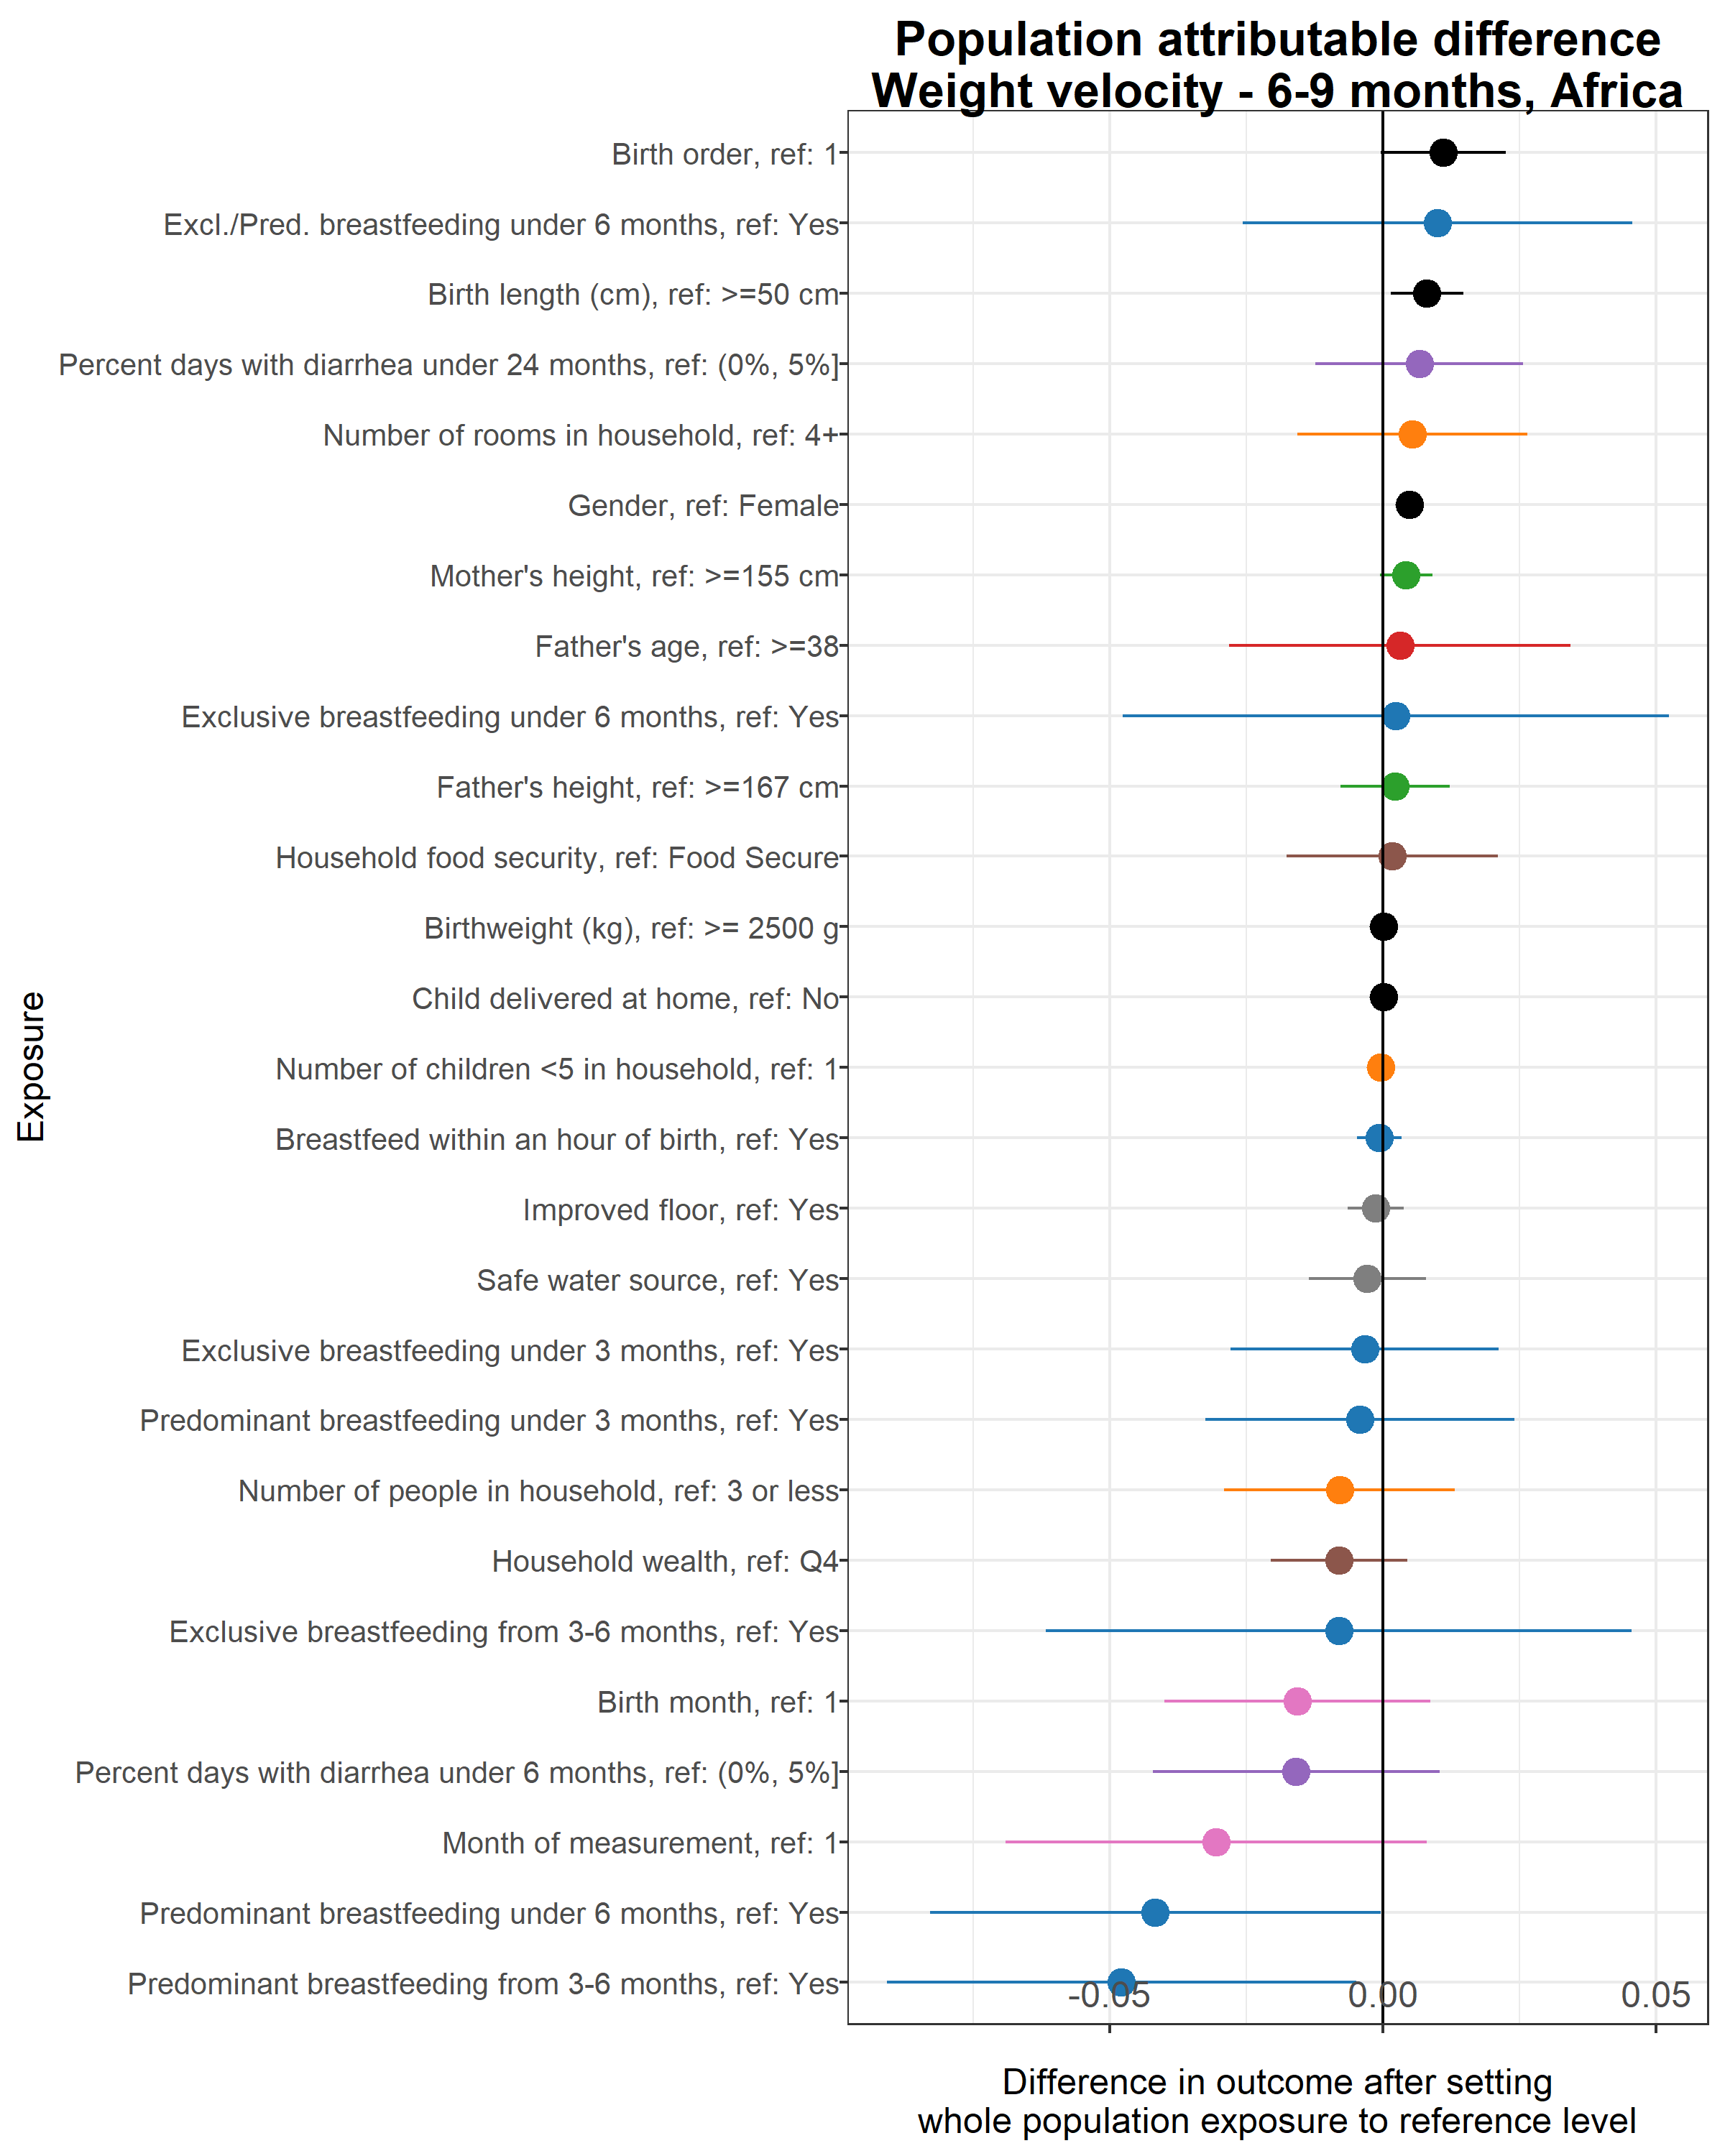 Population attributable difference
Weight velocity - 6-9 months, Africa
Birth order, ref: 1
Excl./Pred. breastfeeding under 6 months, ref: Yes
Birth length (cm), ref: >=50 cm
Percent days with diarrhea under 24 months, ref: (0%, 5%]
Number of rooms in household, ref: 4+
Gender, ref: Female
Mother's height, ref: >=155 cm
Father's age, ref: >=38
Exclusive breastfeeding under 6 months, ref: Yes
Father's height, ref: >=167 cm
Household food security, ref: Food Secure
Birthweight (kg), ref: >= 2500 g
Child delivered at home, ref: No
Number of children <5 in household, ref: 1
Breastfeed within an hour of birth, ref: Yes
Improved floor, ref: Yes
Safe water source, ref: Yes
Exclusive breastfeeding under 3 months, ref: Yes
Predominant breastfeeding under 3 months, ref: Yes
Number of people in household, ref: 3 or less
Household wealth, ref: Q4
Exclusive breastfeeding from 3-6 months, ref: Yes
Birth month, ref: 1
Percent days with diarrhea under 6 months, ref: (0%, 5%]
Month of measurement, ref: 1
Predominant breastfeeding under 6 months, ref: Yes
Predominant breastfeeding from 3-6 months, ref: Yes
Exposure
-0.05 0.00 0.05
Difference in outcome after setting
whole population exposure to reference level